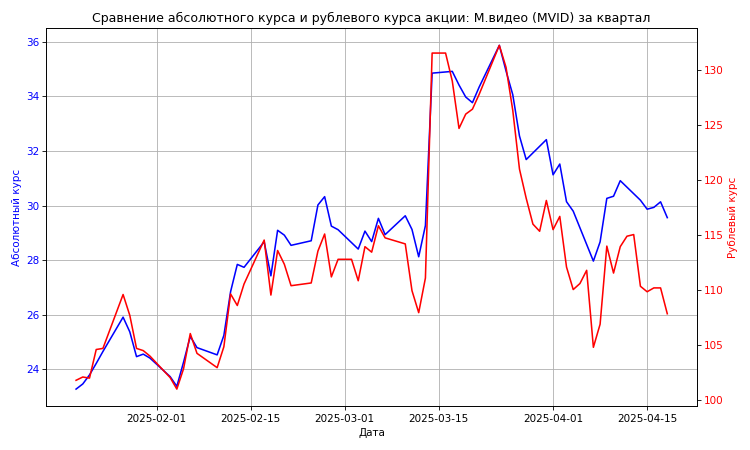 Сравнение абсолютного курса и рублевого курса акции: М.видео (MVID) за квартал
36
34
32
30
28
26
24
Абсолютный курс
130
125
120
115
110
105
100
Рублевый курс
2025-02-01 2025-02-15 2025-03-01 2025-03-15 2025-04-01 2025-04-15
Дата